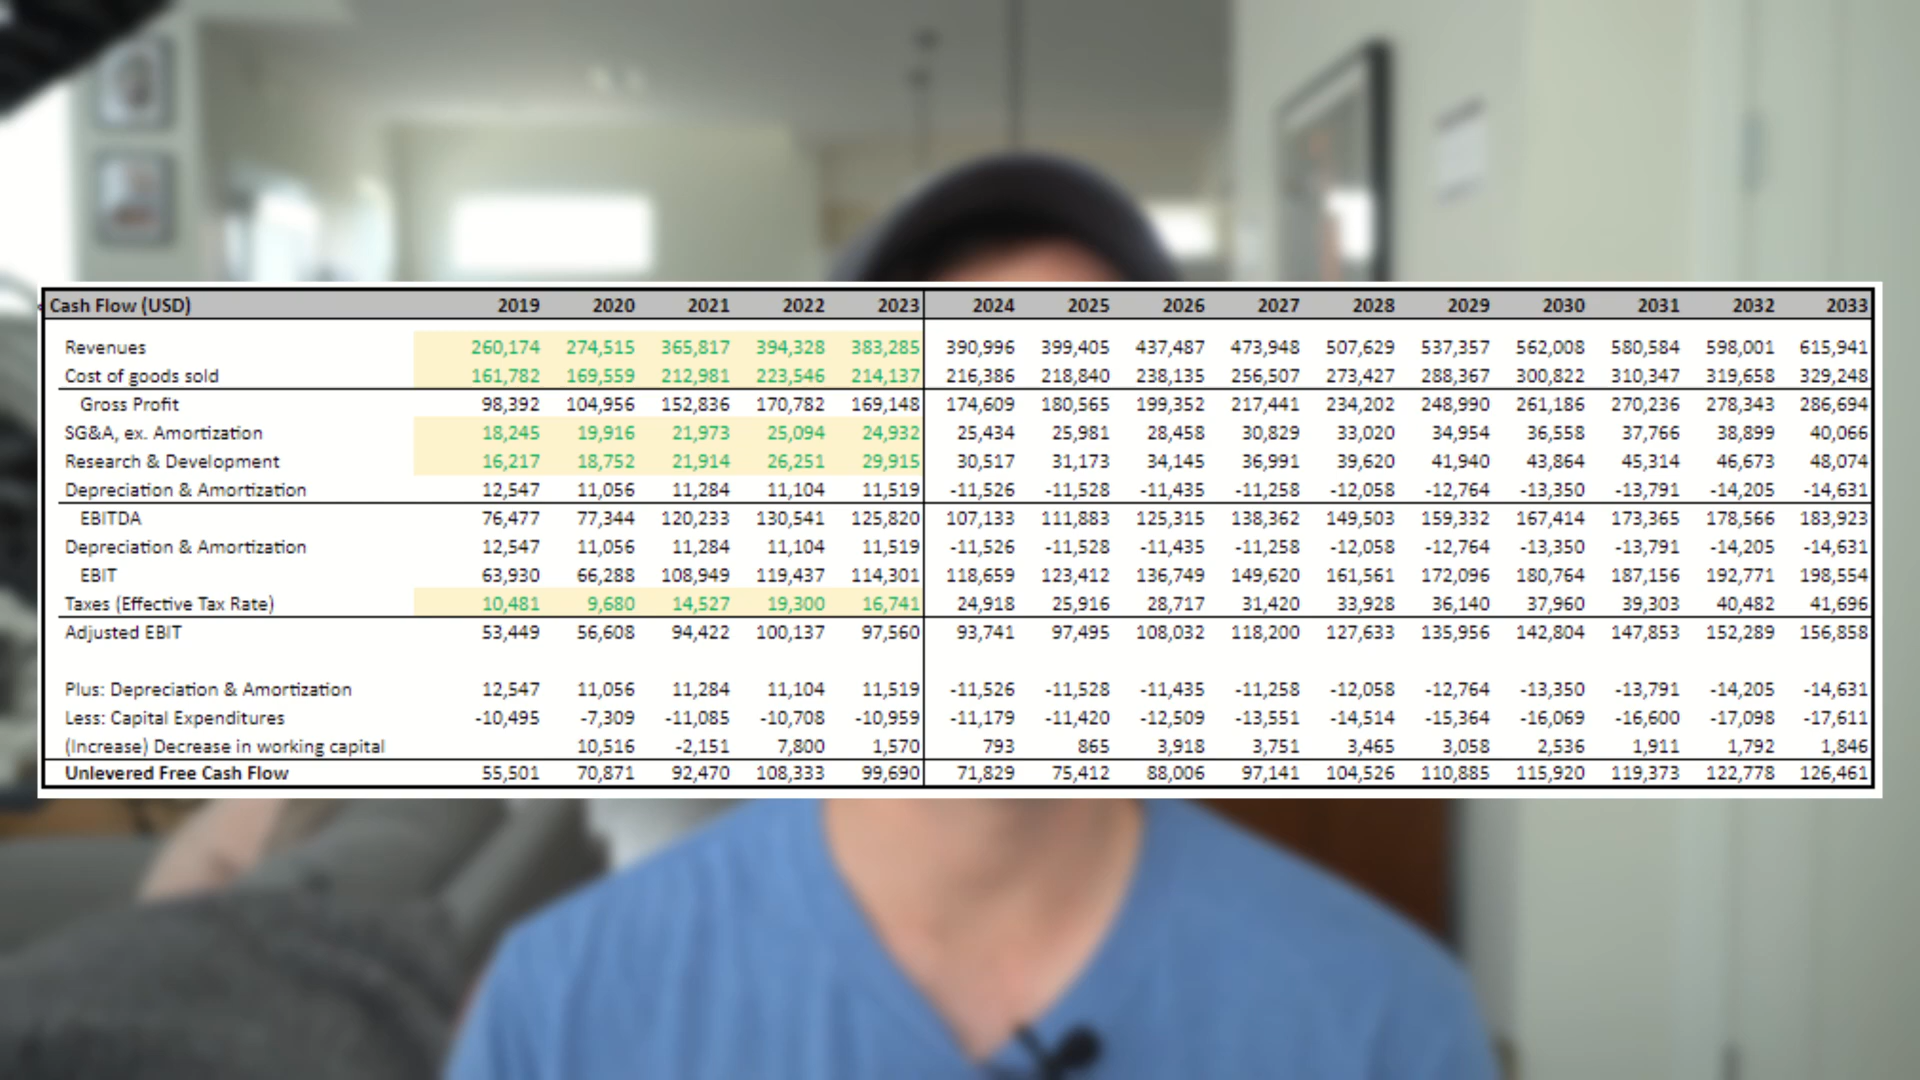 Cash Flow (USD) 2019 2020 2021 2022 2023 2024 2025 2026 2027 2028 2029 2030 2031 2032 2033
Revenues 260,174 274,515 365,817 394,328 383,285 390,996 399,405 437,487 473,948 507,629 537,357 562,008 580,584 598,001 615,941
Cost of goods sold 161,782 169,559 212,981 223,546 214,137 216,386 218,840 238,135 256,507 273,427 288,367 300,822 310,347 319,658 329,248
Gross Profit 98,392 104,956 152,836 170,782 169,148 174,609 180,565 199,352 217,441 234,202 248,990 261,186 270,236 278,343 286,694
SG&A, ex. Amortization 18,245 19,916 21,973 25,094 24,932 25,434 25,981 28,458 30,829 33,020 34,954 36,558 37,766 38,899 40,066
Research & Development 16,217 18,752 21,914 26,251 29,915 30,517 31,173 34,145 36,991 39,620 41,940 43,864 45,314 46,673 48,074
Depreciation & Amortization 12,547 11,056 11,284 11,104 11,519 -11,526 -11,528 -11,435 -11,258 -12,058 -12,764 -13,350 -13,791 -14,205 -14,631
EBITDA 76,477 77,344 120,233 130,541 125,820 107,133 111,883 125,315 138,362 149,503 159,332 167,414 173,365 178,566 183,923
Depreciation & Amortization 12,547 11,056 11,284 11,104 11,519 -11,526 -11,528 -11,435 -11,258 -12,058 -12,764 -13,350 -13,791 -14,205 -14,631
EBIT 63,930 66,288 108,949 119,437 114,301 118,659 123,412 136,749 149,620 161,561 172,096 180,764 187,156 192,771 198,554
Taxes (Effective Tax Rate) 10,481 9,680 14,527 19,300 16,741 24,918 25,916 28,717 31,420 33,928 36,140 37,960 39,303 40,482 41,696
Adjusted EBIT 53,449 56,608 94,422 100,137 97,560 93,741 97,495 108,032 118,200 127,633 135,956 142,804 147,853 152,289 156,858
Plus: Depreciation & Amortization 12,547 11,056 11,284 11,104 11,519 -11,526 -11,528 -11,435 -11,258 -12,058 -12,764 -13,350 -13,791 -14,205 -14,631
Less: Capital Expenditures -10,495 -7,309 -11,085 -10,708 -10,959 -11,179 -11,420 -12,509 -13,551 -14,514 -15,364 -16,069 -16,600 -17,098 -17,611
(Increase) Decrease in working capital 10,516 -2,151 7,800 1,570 793 865 3,918 3,751 3,465 3,058 2,536 1,911 1,792 1,846
Unlevered Free Cash Flow 55,501 70,871 92,470 108,333 99,690 71,829 75,412 88,006 97,141 104,526 110,885 115,920 119,373 122,778 126,461